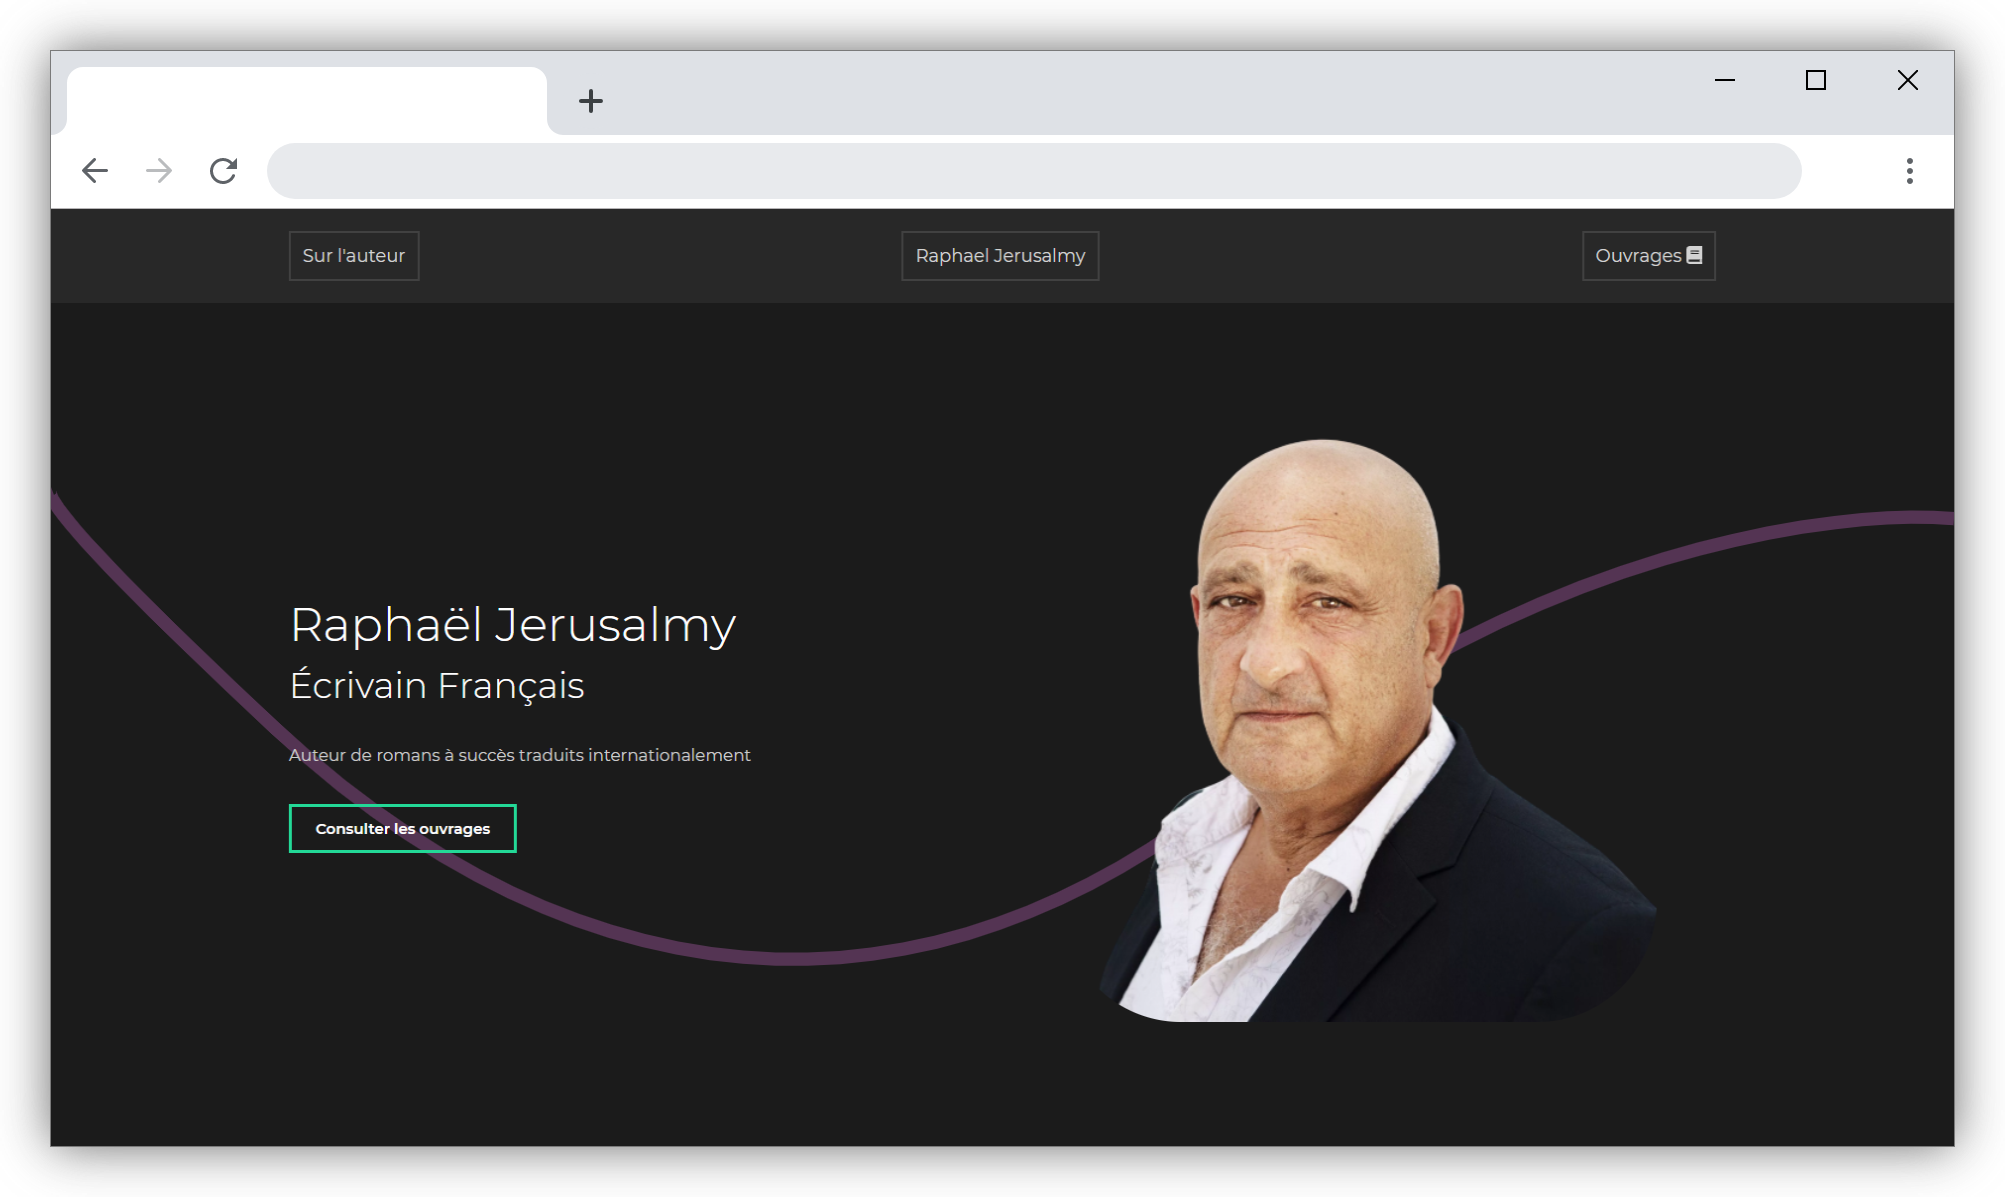 Sur l'auteur
Raphael Jerusalmy
Ouvrages
Raphaël Jerusalmy
Écrivain Français
Auteur de romans à succès traduits internationalement
Consulter les ouvrages